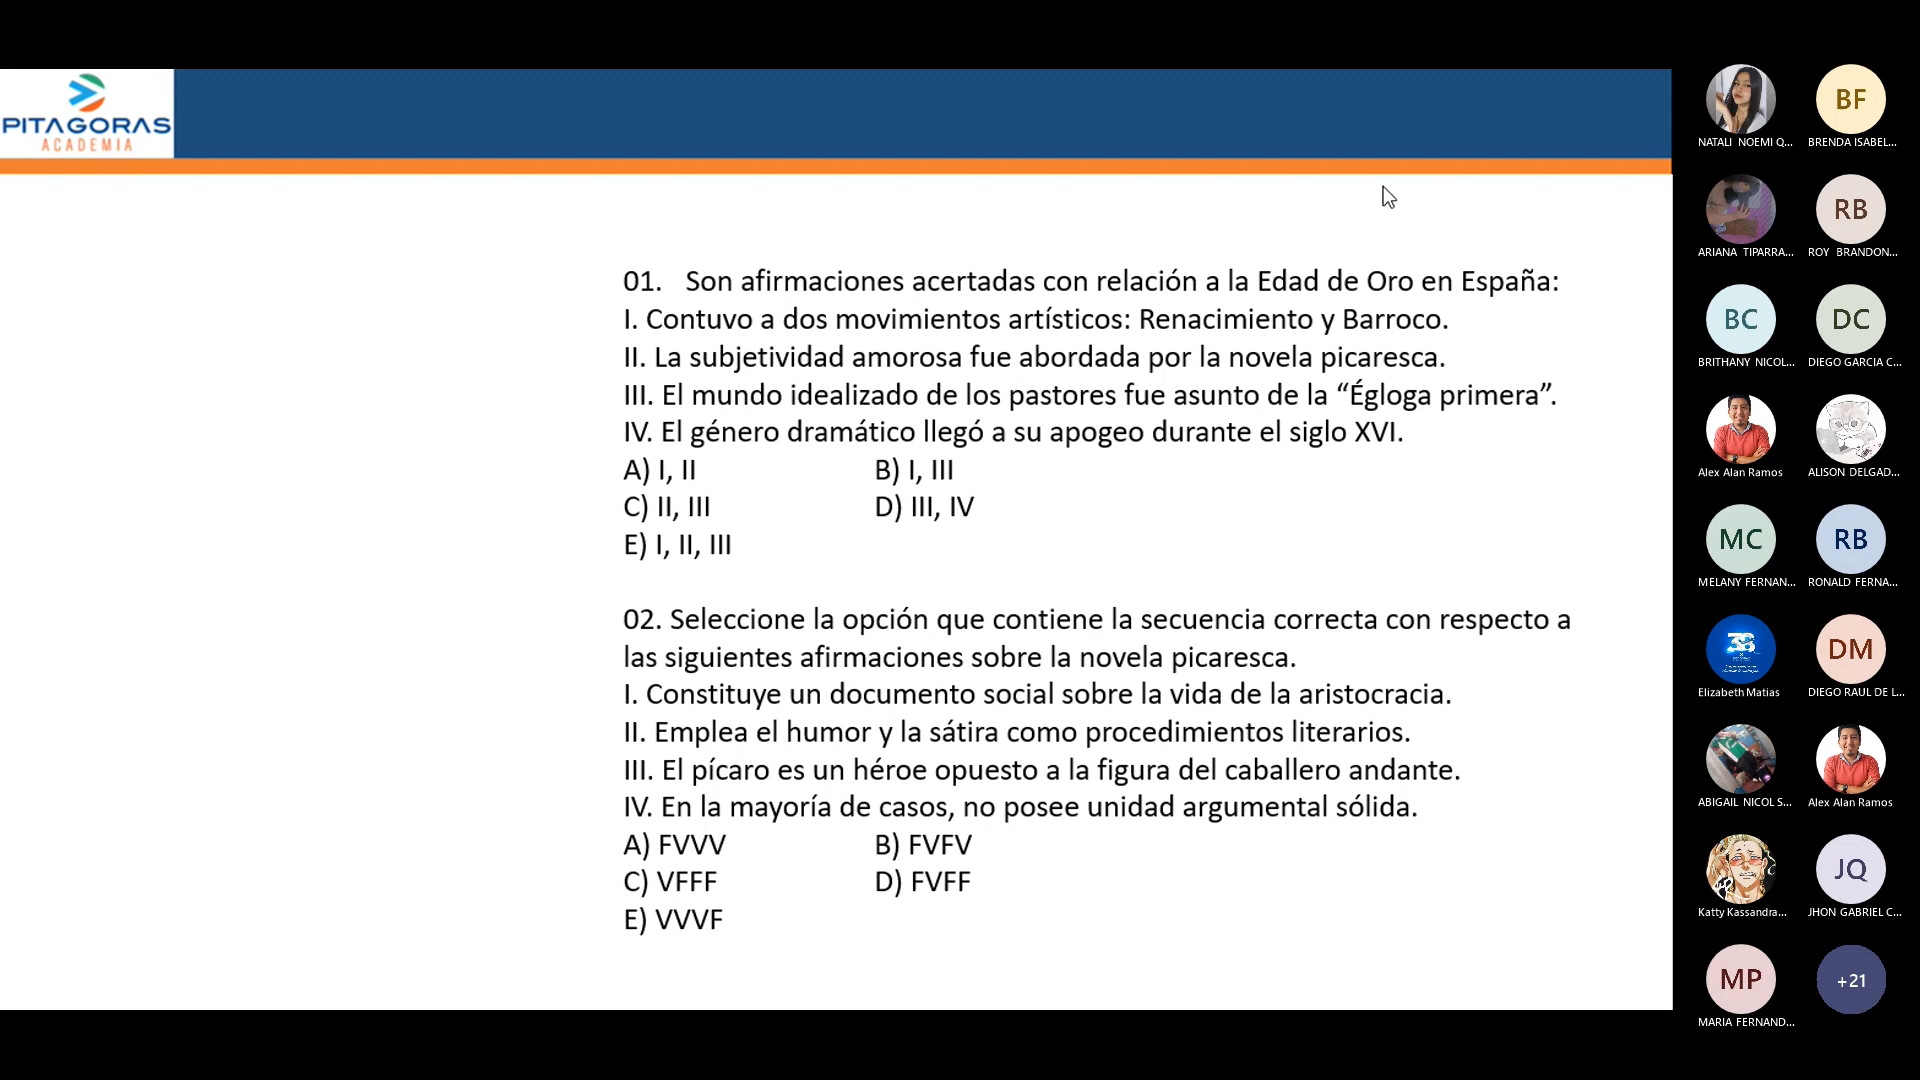 PITAGORAS
ACADEMIA
01. Son afirmaciones acertadas con relación a la Edad de Oro en España:
I. Contuvo a dos movimientos artísticos: Renacimiento y Barroco.
II. La subjetividad amorosa fue abordada por la novela picaresca.
III. El mundo idealizado de los pastores fue asunto de la “Égloga primera”.
IV. El género dramático llegó a su apogeo durante el siglo XVI.
A) I, II B) I, III
C) II, III D) III, IV
E) I, II, III
02. Seleccione la opción que contiene la secuencia correcta con respecto a
las siguientes afirmaciones sobre la novela picaresca.
I. Constituye un documento social sobre la vida de la aristocracia.
II. Emplea el humor y la sátira como procedimientos literarios.
III. El pícaro es un héroe opuesto a la figura del caballero andante.
IV. En la mayoría de casos, no posee unidad argumental sólida.
A) FVVV B) FVFV
C) VFFF D) FVFF
E) VVVF
BF
NATALI NOEMI Q... BRENDA ISABEL...
RB
ARIANA TIPARRA... ROY BRANDON...
BC DC
BRITHANY NICOL... DIEGO GARCIA C...
Alex Alan Ramos ALISON DELGAD...
MC RB
MELANY FERNAN... RONALD FERNA...
38 DM
Elizabeth Matias DIEGO RAUL DE L...
ABIGAIL NICOL S... Alex Alan Ramos
JQ
Katty Kassandra... JHON GABRIEL C...
MP +21
MARIA FERNAND...